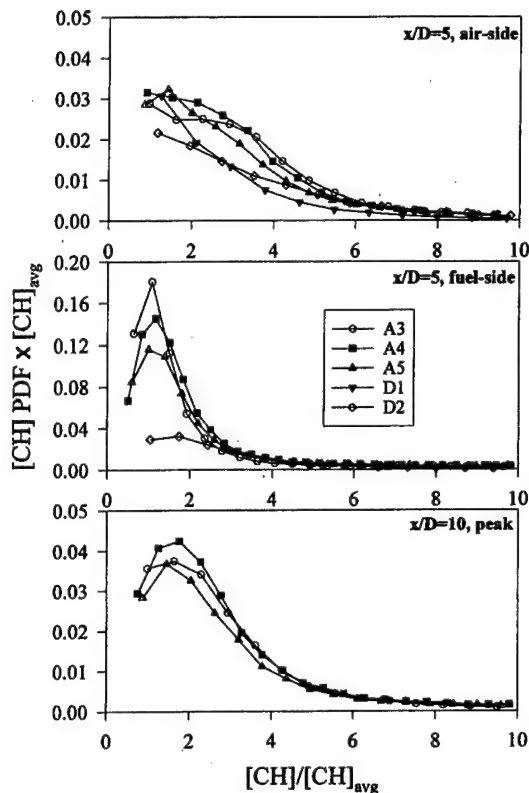 x/D=5, air-side
0.05
0.04
0.03
0.02
0.01
0.00
0 2 4 6 8 10
x/D=5, fuel-side
0.20
0.16
0.12
0.08
0.04
0.00
A3
A4
A5
D1
D2
0 2 4 6 8 10
x/D=10, peak
0.05
0.04
0.03
0.02
0.01
0.00
0 2 4 6 8 10
[CH] PDF x [CH]avg
[CH]/[CH]avg